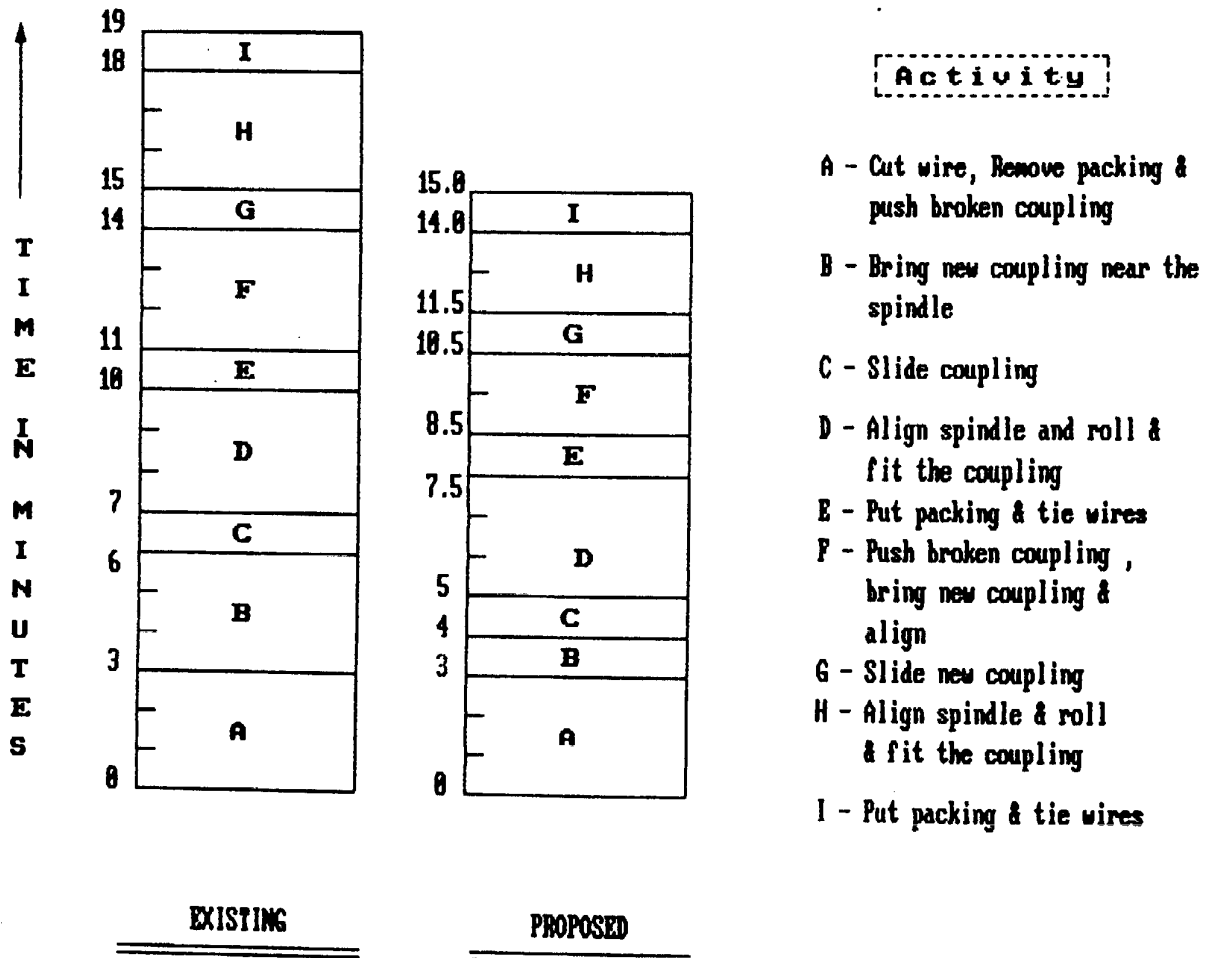 TIME IN MINUTES
19
18
15
14
11
10
7
6
3
0
I
H
G
F
E
D
C
B
A
EXISTING
15.0
14.0
11.5
10.5
8.5
7.5
5
4
3
0
I
H
G
F
E
D
C
B
A
PROPOSED
Activity
A - Cut wire, Remove packing &
push broken coupling
B - Bring new coupling near the
spindle
C - Slide coupling
D - Align spindle and roll &
fit the coupling
E - Put packing & tie wires
F - Push broken coupling ,
bring new coupling &
align
G - Slide new coupling
H - Align spindle & roll
& fit the coupling
I - Put packing & tie wires